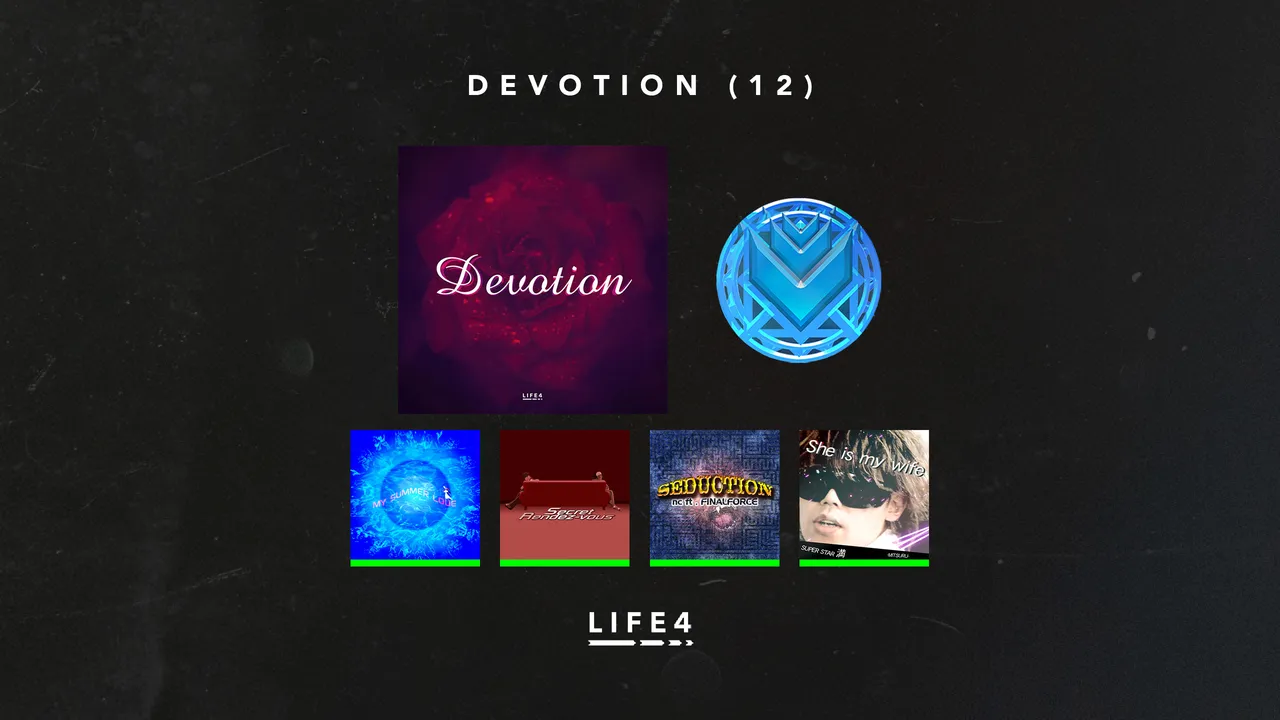 DEVOTION (12)
Devotion
LIFE4
MY SUMMER LOVE
Secret
Rendez-vous
SEDUCTION
nc ft. FINALFORCE
She is my wife
SUPER STAR 満
-MITSURU-
LIFE4